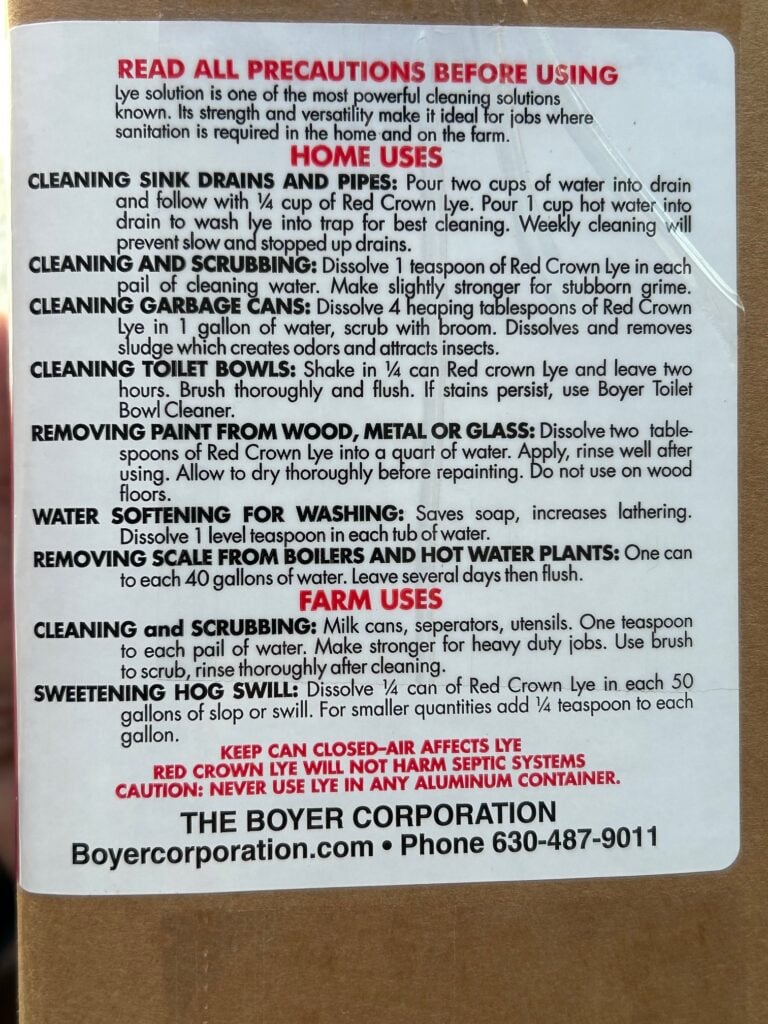 READ ALL PRECAUTIONS BEFORE USING
Lye solution is one of the most powerful cleaning solutions
known. Its strength and versatility make it ideal for jobs where
sanitation is required in the home and on the farm.
HOME USES
CLEANING SINK DRAINS AND PIPES: Pour two cups of water into drain
and follow with ¼ cup of Red Crown Lye. Pour 1 cup hot water into
drain to wash lye into trap for best cleaning. Weekly cleaning will
prevent slow and stopped up drains.
CLEANING AND SCRUBBING: Dissolve 1 teaspoon of Red Crown Lye in each
pail of cleaning water. Make slightly stronger for stubborn grime.
CLEANING GARBAGE CANS: Dissolve 4 heaping tablespoons of Red Crown
Lye in 1 gallon of water, scrub with broom. Dissolves and removes
sludge which creates odors and attracts insects.
CLEANING TOILET BOWLS: Shake in ¼ can Red crown Lye and leave two
hours. Brush thoroughly and flush. If stains persist, use Boyer Toilet
Bowl Cleaner.
REMOVING PAINT FROM WOOD, METAL OR GLASS: Dissolve two table-
spoons of Red Crown Lye into a quart of water. Apply, rinse well after
using. Allow to dry thoroughly before repainting. Do not use on wood
floors.
WATER SOFTENING FOR WASHING: Saves soap, increases lathering.
Dissolve 1 level teaspoon in each tub of water.
REMOVING SCALE FROM BOILERS AND HOT WATER PLANTS: One can
to each 40 gallons of water. Leave several days then flush.
FARM USES
CLEANING and SCRUBBING: Milk cans, seperators, utensils. One teaspoon
to each pail of water. Make stronger for heavy duty jobs. Use brush
to scrub, rinse thoroughly after cleaning.
SWEETENING HOG SWILL: Dissolve ¼ can of Red Crown Lye in each 50
gallons of slop or swill. For smaller quantities add ¼ teaspoon to each
gallon.
KEEP CAN CLOSED–AIR AFFECTS LYE
RED CROWN LYE WILL NOT HARM SEPTIC SYSTEMS
CAUTION: NEVER USE LYE IN ANY ALUMINUM CONTAINER.
THE BOYER CORPORATION
Boyercorporation.com • Phone 630-487-9011